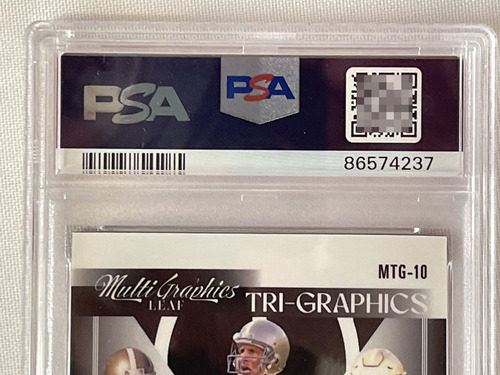 PSA PSA
86574237
MTG-10
Multi Graphics
LEAF
TRI-GRAPHICS